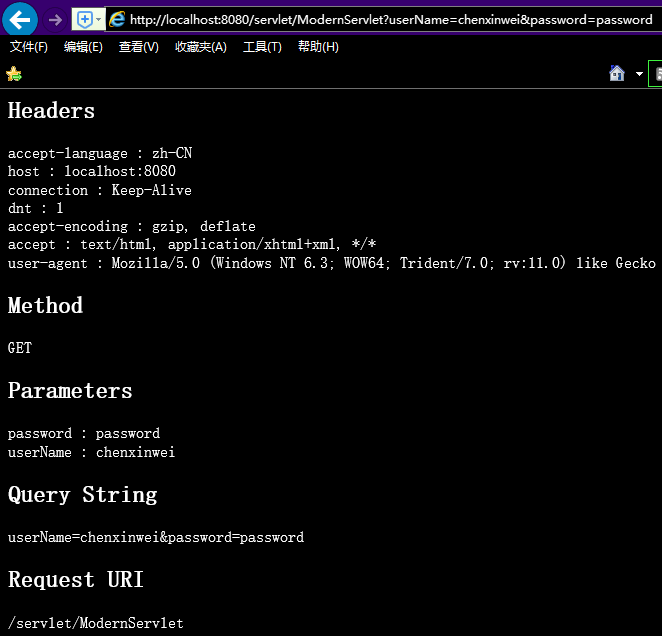 http://localhost:8080/servlet/ModernServlet?userName=chenxinwei&password=password
文件(F) 编辑(E) 查看(V) 收藏夹(A) 工具(T) 帮助(H)
Headers
accept-language : zh-CN
host : localhost:8080
connection : Keep-Alive
dnt : 1
accept-encoding : gzip, deflate
accept : text/html, application/xhtml+xml, */*
user-agent : Mozilla/5.0 (Windows NT 6.3; WOW64; Trident/7.0; rv:11.0) like Gecko
Method
GET
Parameters
password : password
userName : chenxinwei
Query String
userName=chenxinwei&password=password
Request URI
/servlet/ModernServlet